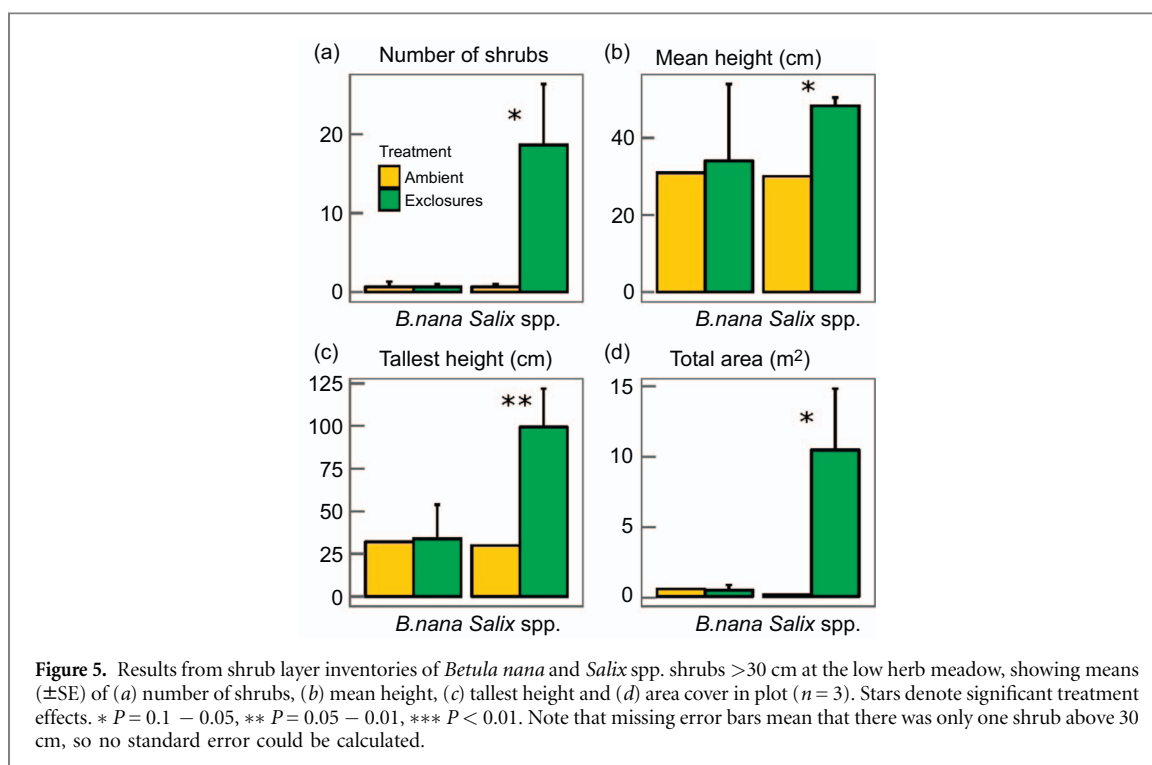 (a) Number of shrubs
20
10
0
Treatment
Ambient
Exclosures
*
B.nana Salix spp.
(b) Mean height (cm)
40
20
0
*
B.nana Salix spp.
(c) Tallest height (cm)
125
100
75
50
25
0
**
B.nana Salix spp.
(d) Total area (m²)
15
10
5
0
*
B.nana Salix spp.
Figure 5. Results from shrub layer inventories of Betula nana and Salix spp. shrubs >30 cm at the low herb meadow, showing means
(±SE) of (a) number of shrubs, (b) mean height, (c) tallest height and (d) area cover in plot (n = 3). Stars denote significant treatment
effects. * P = 0.1 − 0.05, ** P = 0.05 − 0.01, *** P < 0.01. Note that missing error bars mean that there was only one shrub above 30
cm, so no standard error could be calculated.